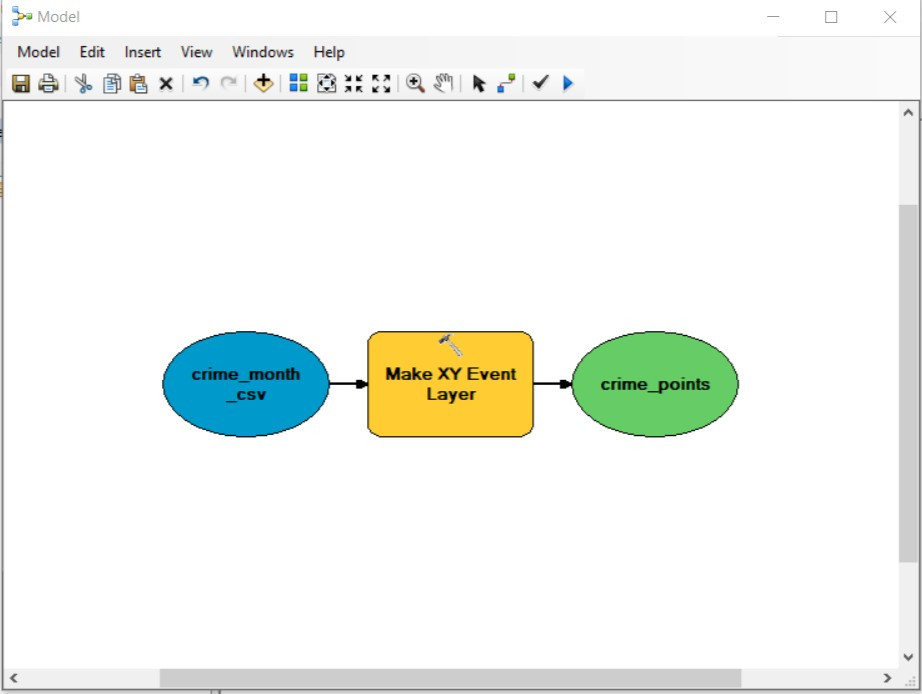 Model
Model Edit Insert View Windows Help
crime_month
_csv
Make XY Event
Layer
crime_points